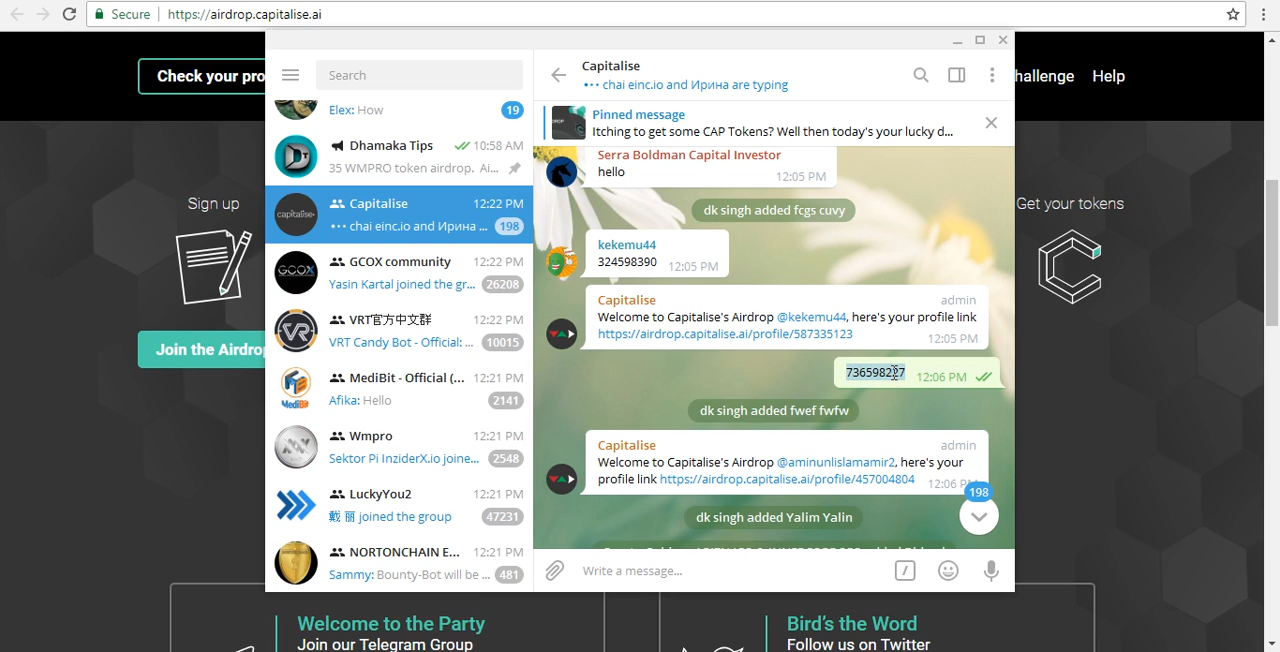 Secure https://airdrop.capitalise.ai
Check your pro
hallenge Help
Sign up
Join the Airdrop
Get your tokens
Search
Elex: How 19
Dhamaka Tips 10:58 AM
35 WMPRO token airdrop. Ai...
capitalise
Capitalise 12:22 PM
••• chai einc.io and Ирина ... 198
GCOX
GCOX community 12:22 PM
Yasin Kartal joined the gr... 26208
VR
VRT官方中文群 12:22 PM
VRT Candy Bot - Official: ... 10015
MediBit
MediBit - Official (... 12:21 PM
Afika: Hello 2141
Wmpro 12:21 PM
Sektor Pi InziderX.io joine... 2548
LuckyYou2 12:21 PM
戴 丽 joined the group 47231
NORTONCHAIN E... 12:21 PM
Sammy: Bounty-Bot will be ... 481
Capitalise
••• chai einc.io and Ирина are typing
DROP
Pinned message
Itching to get some CAP Tokens? Well then today's your lucky d...
Serra Boldman Capital Investor
hello 12:05 PM
dk singh added fcgs cuvy
kekemu44
324598390 12:05 PM
Capitalise admin
Welcome to Capitalise's Airdrop @kekemu44, here's your profile link
https://airdrop.capitalise.ai/profile/587335123
12:05 PM
12:06 PM
dk singh added fwef fwfw
Capitalise admin
Welcome to Capitalise's Airdrop @aminunlislamamir2, here's your
profile link https://airdrop.capitalise.ai/profile/457004804 12:06
198
dk singh added Yalim Yalin
Write a message...
Welcome to the Party
Join our Telegram Group
Bird's the Word
Follow us on Twitter